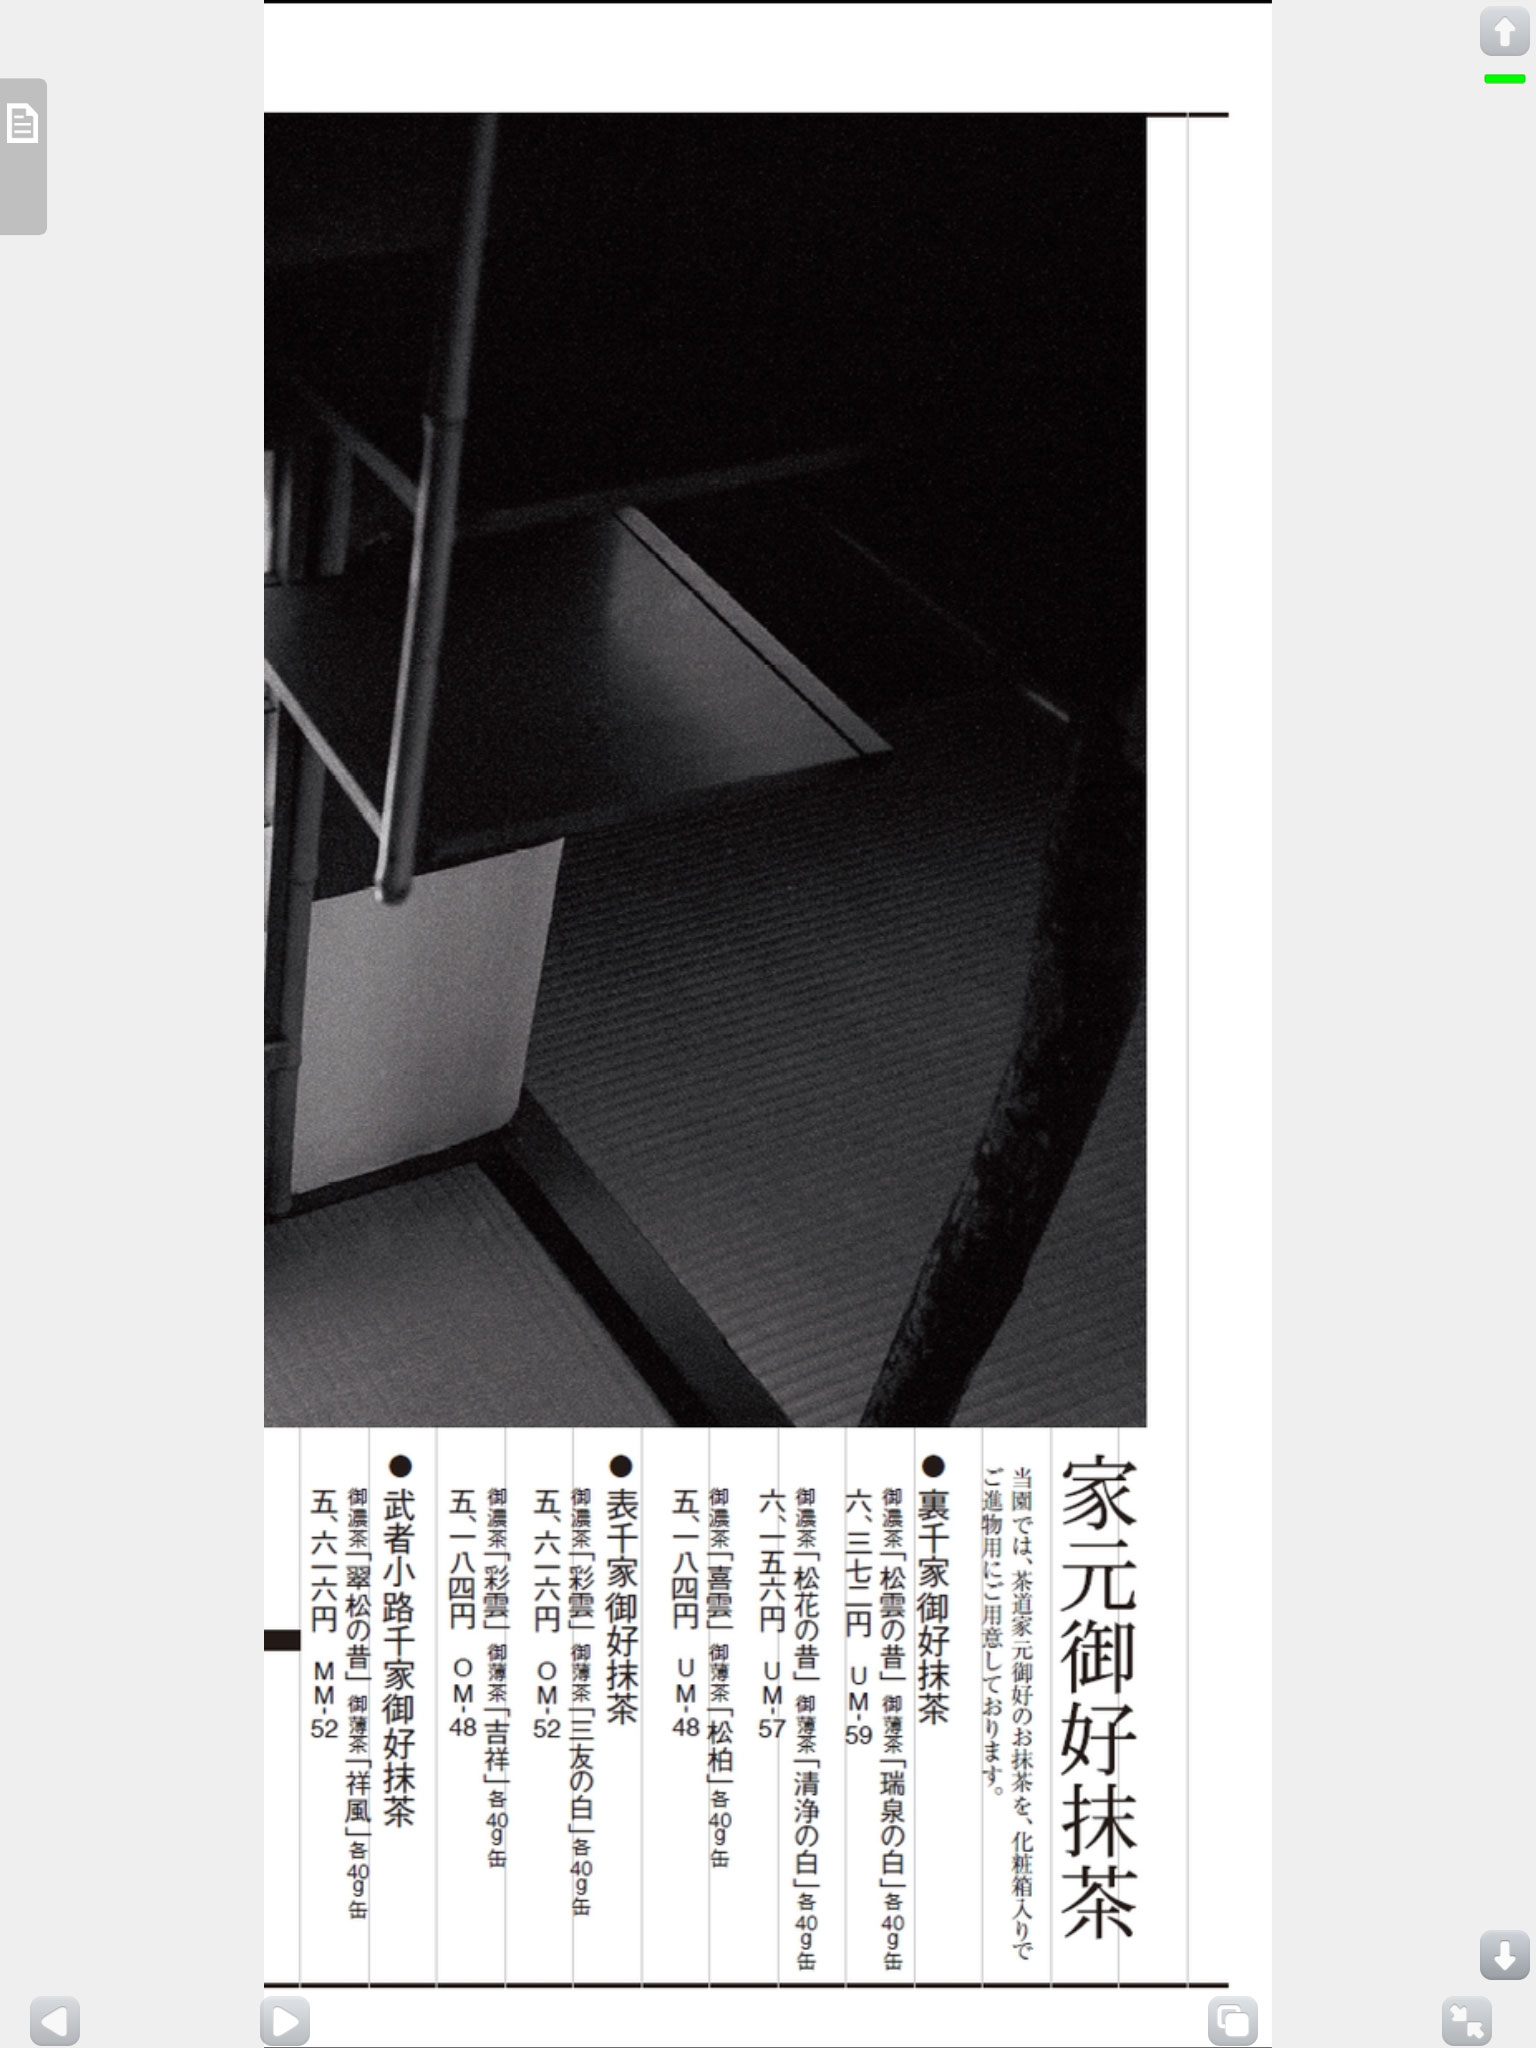 家元御好抹茶
当園では、茶道家元御好のお抹茶を、化粧箱入りで
ご進物用にご用意しております。
●裏千家御好抹茶
御濃茶「松雲の昔」 御薄茶「瑞泉の白」各40g缶
六、三七二円 UM-59
御濃茶「松花の昔」 御薄茶「清浄の白」各40g缶
六、一五六円 UM-57
御濃茶「喜雲」 御薄茶「松柏」各40g缶
五、一八四円 UM-48
●表千家御好抹茶
御濃茶「彩雲」 御薄茶「三友の白」各40g缶
五、六一六円 OM-52
御濃茶「彩雲」 御薄茶「吉祥」各40g缶
五、一八四円 OM-48
●武者小路千家御好抹茶
御濃茶「翠松の昔」 御薄茶「祥風」各40g缶
五、六一六円 MM-52